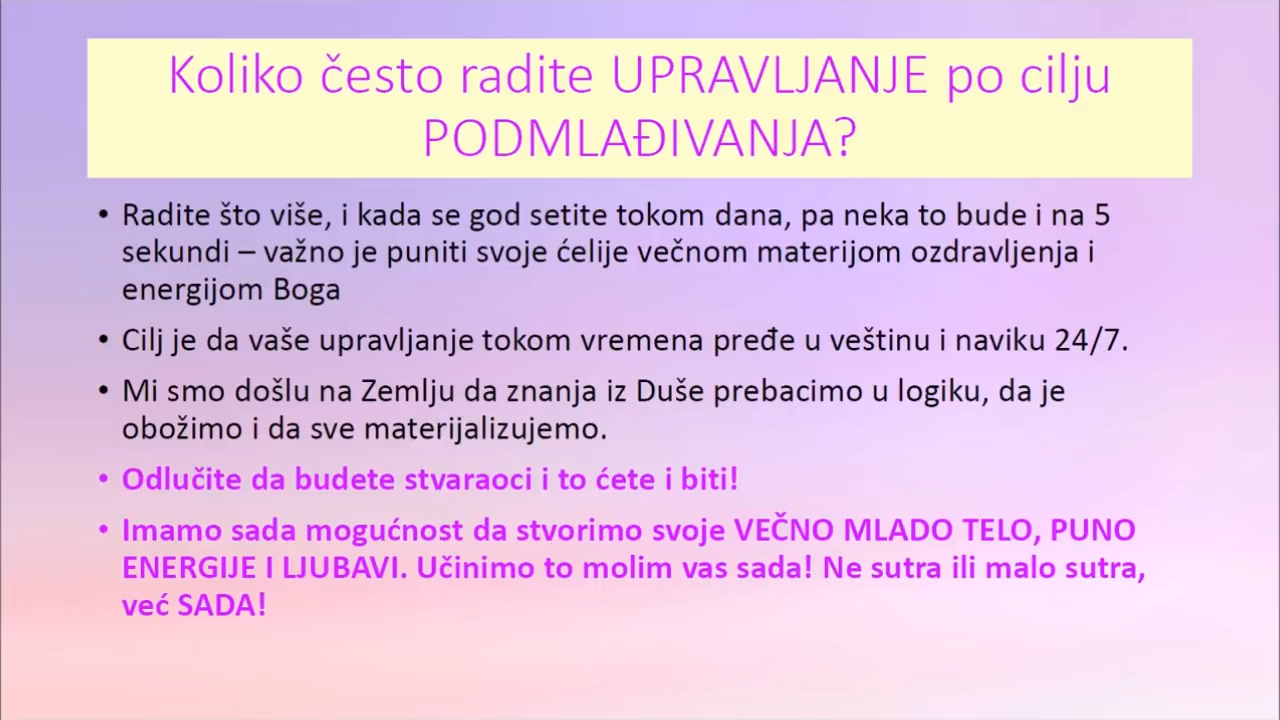 Koliko često radite UPRAVLJANJE po cilju
PODMLAĐIVANJA?
• Radite što više, i kada se god setite tokom dana, pa neka to bude i na 5
sekundi – važno je puniti svoje ćelije večnom materijom ozdravljenja i
energijom Boga
• Cilj je da vaše upravljanje tokom vremena pređe u veštinu i naviku 24/7.
• Mi smo došlu na Zemlju da znanja iz Duše prebacimo u logiku, da je
obožimo i da sve materijalizujemo.
• Odlučite da budete stvaraoci i to ćete i biti!
• Imamo sada mogućnost da stvorimo svoje VEČNO MLADO TELO, PUNO
ENERGIJE I LJUBAVI. Učinimo to molim vas sada! Ne sutra ili malo sutra,
već SADA!